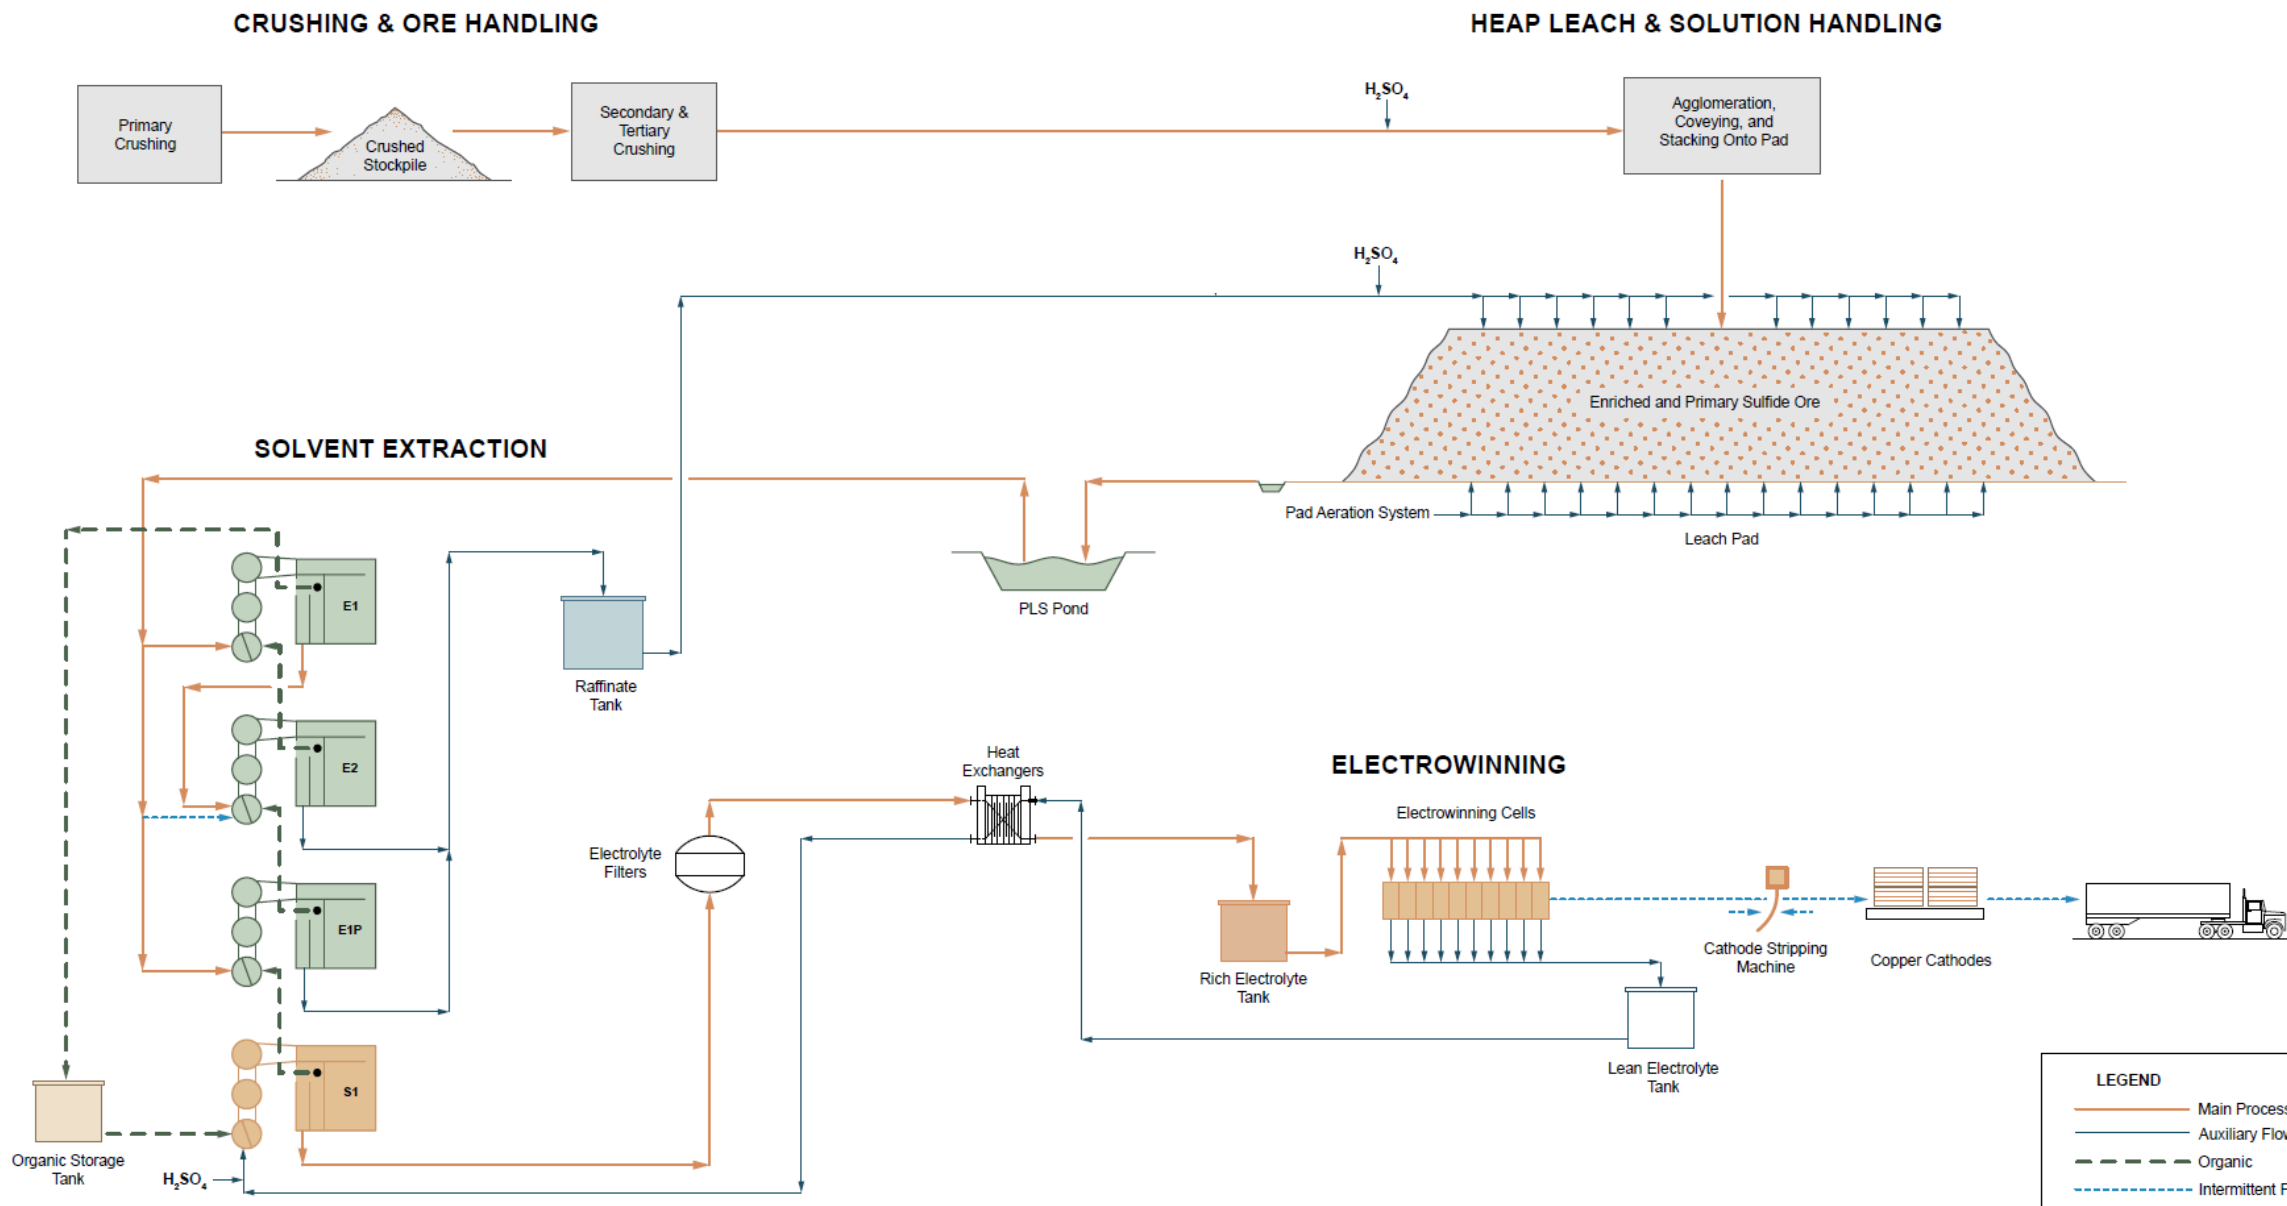 CRUSHING & ORE HANDLING
HEAP LEACH & SOLUTION HANDLING
Primary
Crushing
Crushed
Stockpile
Secondary &
Tertiary
Crushing
H₂SO₄
Agglomeration,
Coveying, and
Stacking Onto Pad
H₂SO₄
Enriched and Primary Sulfide Ore
Pad Aeration System
Leach Pad
SOLVENT EXTRACTION
PLS Pond
E1
Raffinate
Tank
E2
E1P
S1
Organic Storage
Tank
H₂SO₄
Electrolyte
Filters
Heat
Exchangers
ELECTROWINNING
Electrowinning Cells
Rich Electrolyte
Tank
Cathode Stripping
Machine
Copper Cathodes
Lean Electrolyte
Tank
LEGEND
Main Process
Auxiliary Flow
Organic
Intermittent F